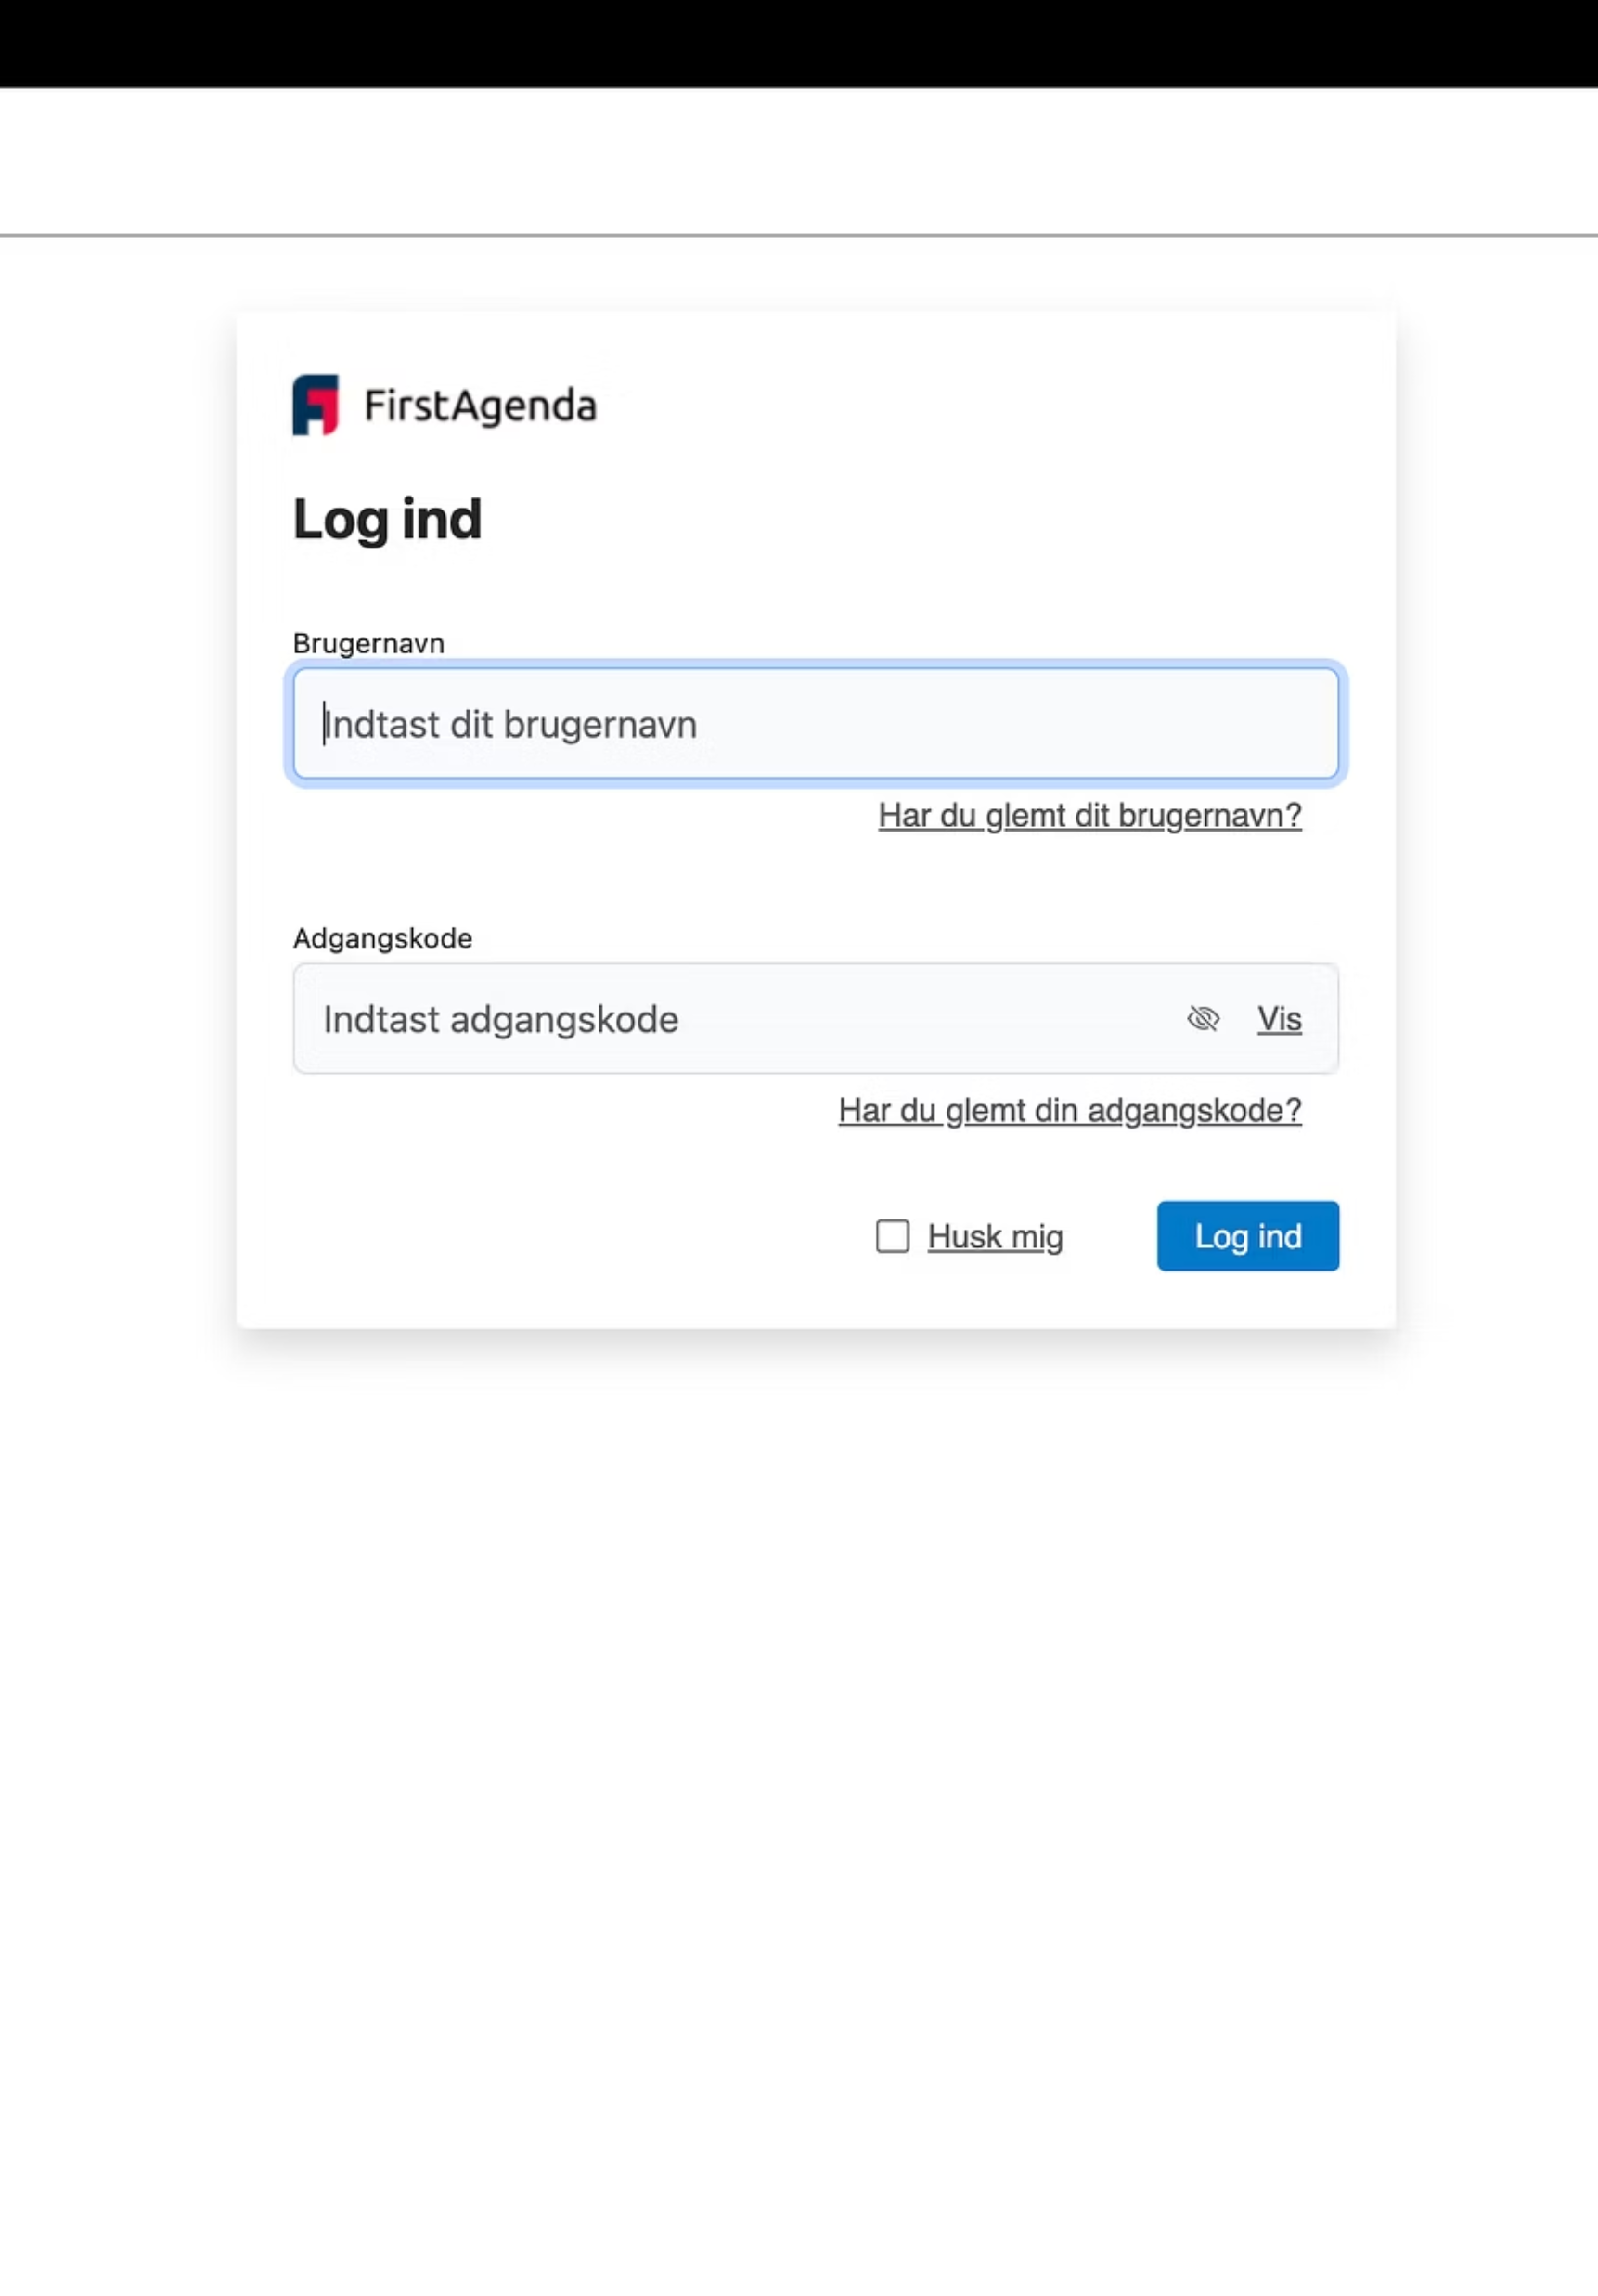 FirstAgenda
Log ind
Brugernavn
Indtast dit brugernavn
Har du glemt dit brugernavn?
Adgangskode
Indtast adgangskode Vis
Har du glemt din adgangskode?
Husk mig Log ind